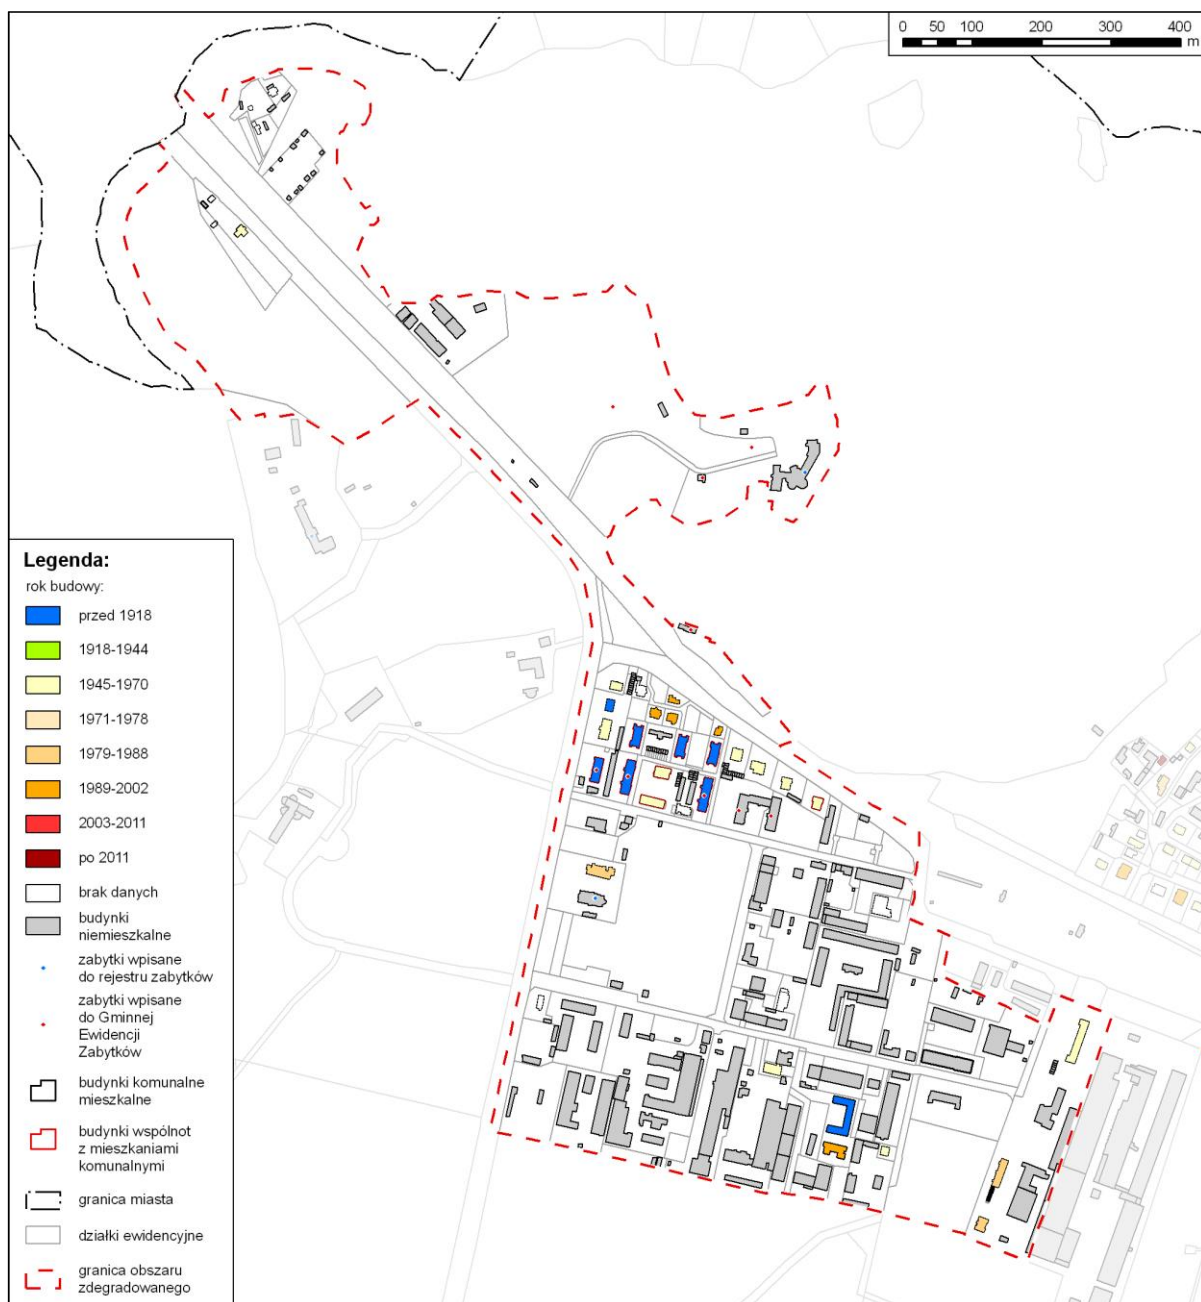 0 50 100 200 300 400
m
Legenda:
rok budowy:
przed 1918
1918-1944
1945-1970
1971-1978
1979-1988
1989-2002
2003-2011
po 2011
brak danych
budynki
niemieszkalne
zabytki wpisane
do rejestru zabytków
zabytki wpisane
do Gminnej
Ewidencji
Zabytków
budynki komunalne
mieszkalne
budynki wspólnot
z mieszkaniami
komunalnymi
granica miasta
działki ewidencyjne
granica obszaru
zdegradowanego